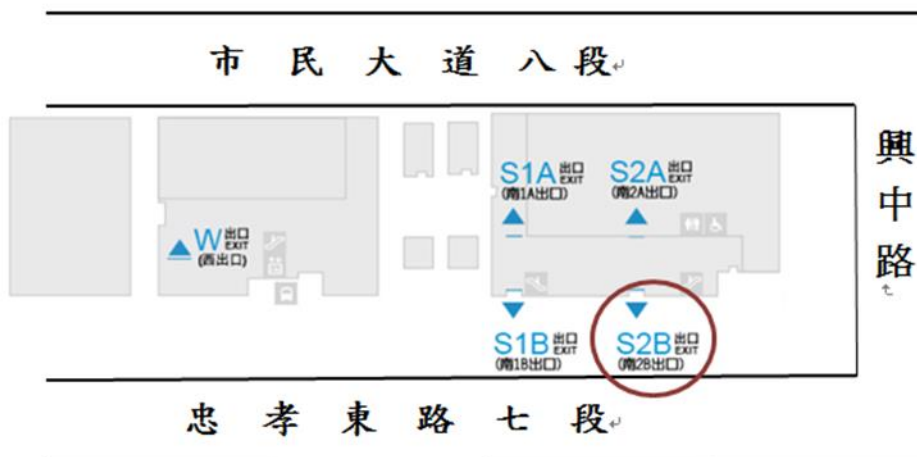 市民大道八段
興中路
S1A 出口 EXIT
(南1A出口)
S2A 出口 EXIT
(南2A出口)
W 出口 EXIT
(西出口)
S1B 出口 EXIT
(南1B出口)
S2B 出口 EXIT
(南2B出口)
忠孝東路七段